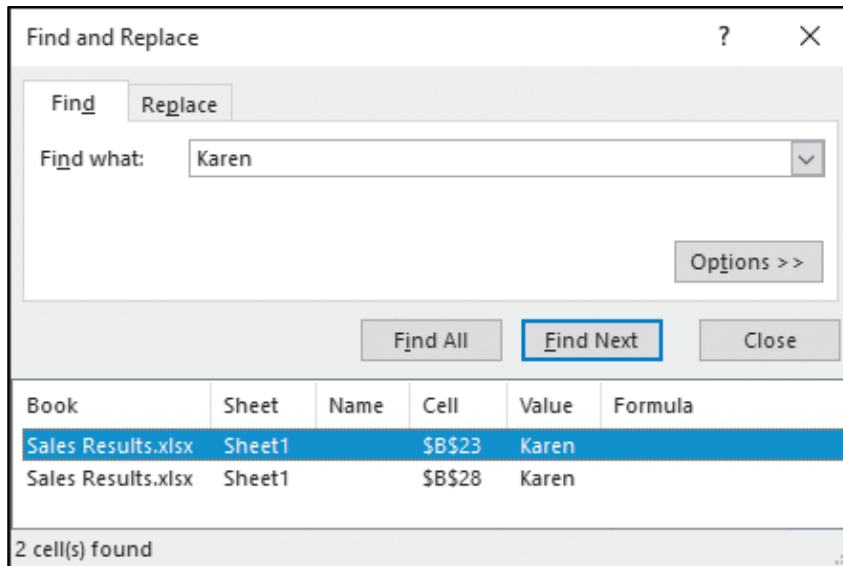 Find and Replace ?
Find Replace
Find what: Karen
Options >>
Find All Find Next Close
Book Sheet Name Cell Value Formula
Sales Results.xlsx Sheet1 $B$23 Karen
Sales Results.xlsx Sheet1 $B$28 Karen
2 cell(s) found